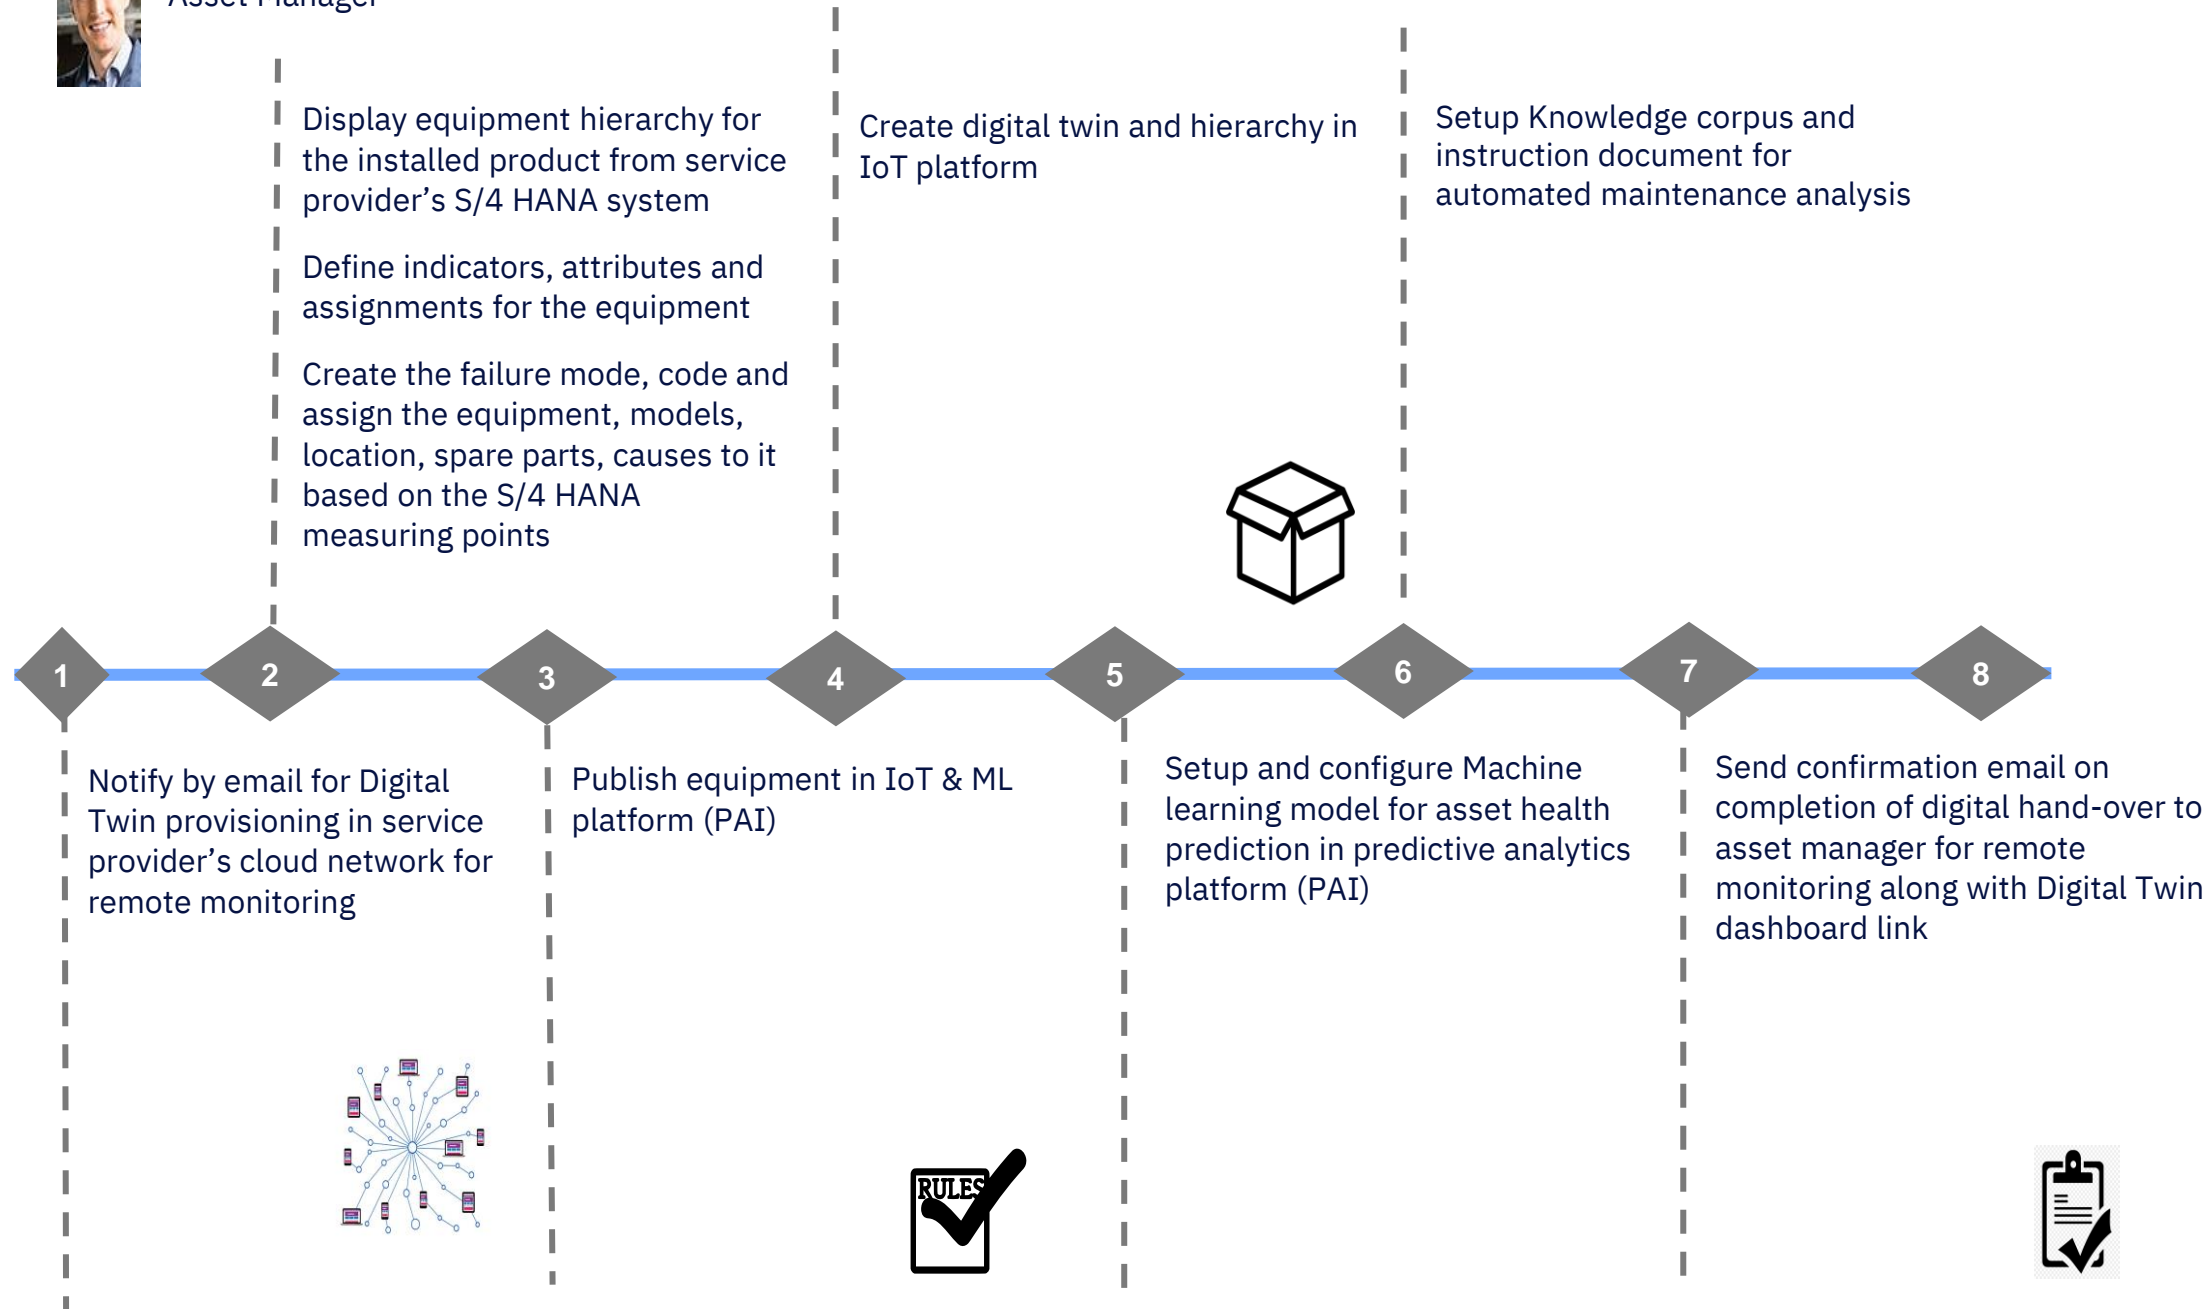 Asset Manager
Display equipment hierarchy for
the installed product from service
provider’s S/4 HANA system
Define indicators, attributes and
assignments for the equipment
Create the failure mode, code and
assign the equipment, models,
location, spare parts, causes to it
based on the S/4 HANA
measuring points
Create digital twin and hierarchy in
IoT platform
Setup Knowledge corpus and
instruction document for
automated maintenance analysis
1
2
3
4
5
6
7
8
Notify by email for Digital
Twin provisioning in service
provider’s cloud network for
remote monitoring
Publish equipment in IoT & ML
platform (PAI)
Setup and configure Machine
learning model for asset health
prediction in predictive analytics
platform (PAI)
Send confirmation email on
completion of digital hand-over to
asset manager for remote
monitoring along with Digital Twin
dashboard link
RULES